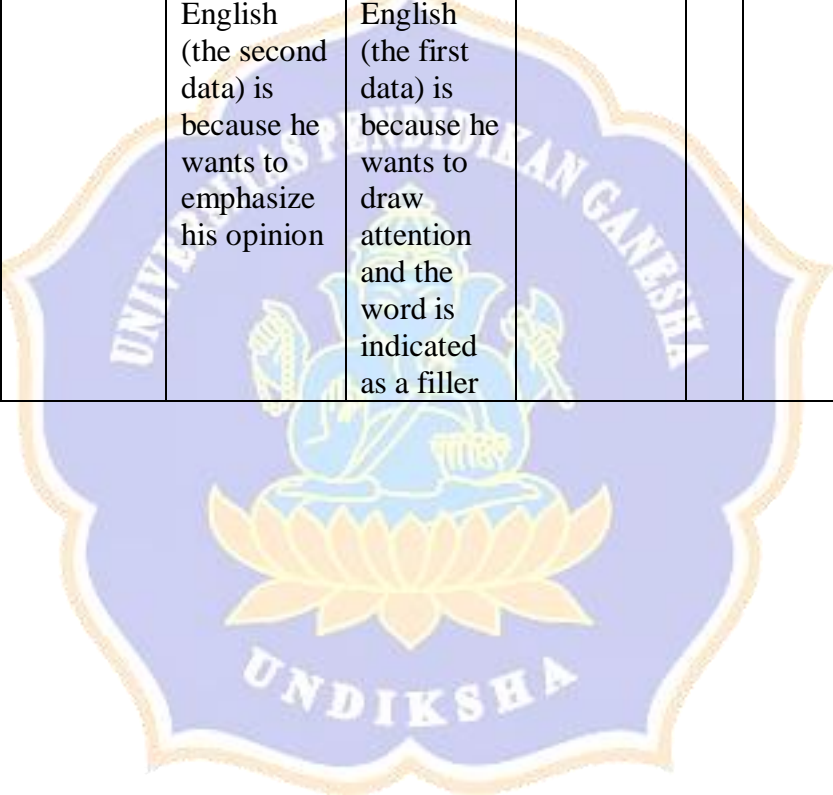 English
(the second
data) is
because he
wants to
emphasize
his opinion
English
(the first
data) is
because he
wants to
draw
attention
and the
word is
indicated
as a filler
UNIVERSITAS PENDIDIKAN GANESHA
UNDIKSHA